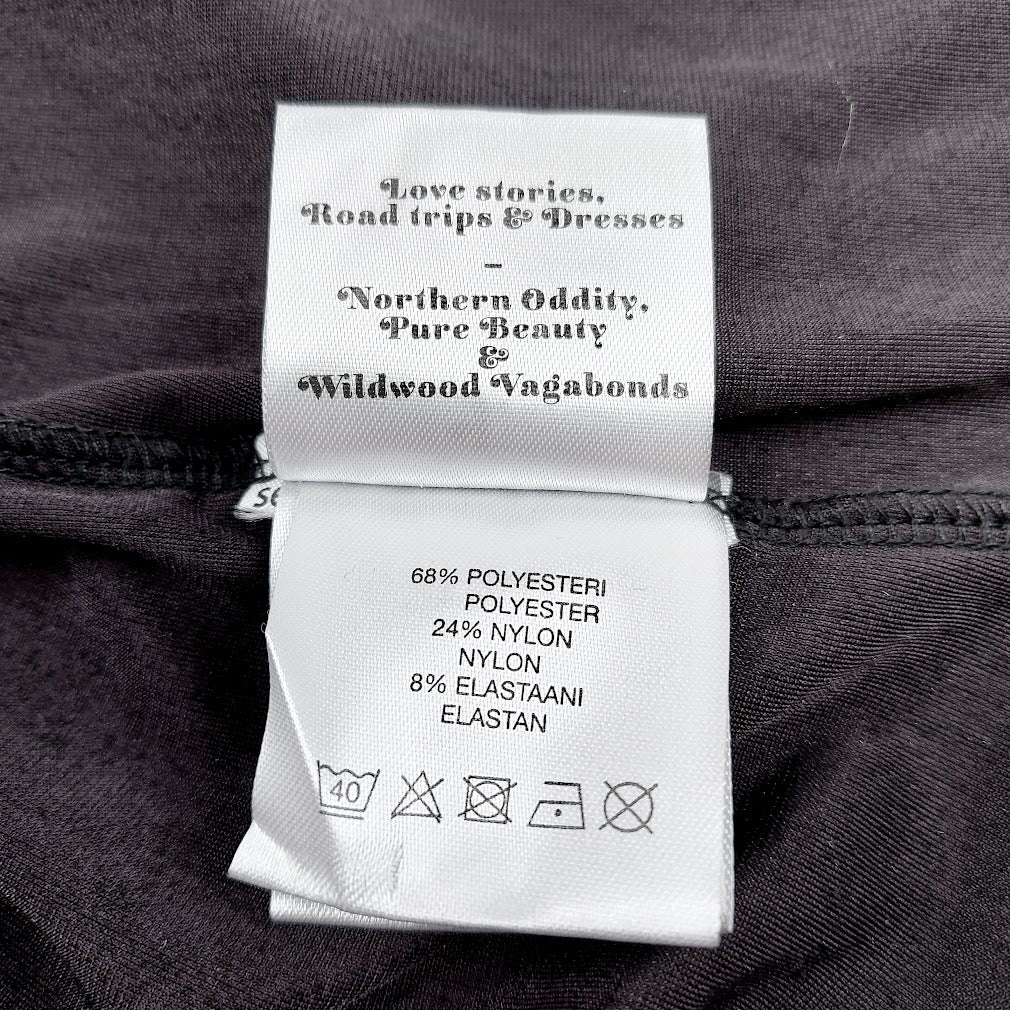 Love stories,
Road trips & Dresses
–
Northern Oddity,
Pure Beauty
&
Wildwood Vagabonds
68% POLYESTERI
POLYESTER
24% NYLON
NYLON
8% ELASTAANI
ELASTAN
40